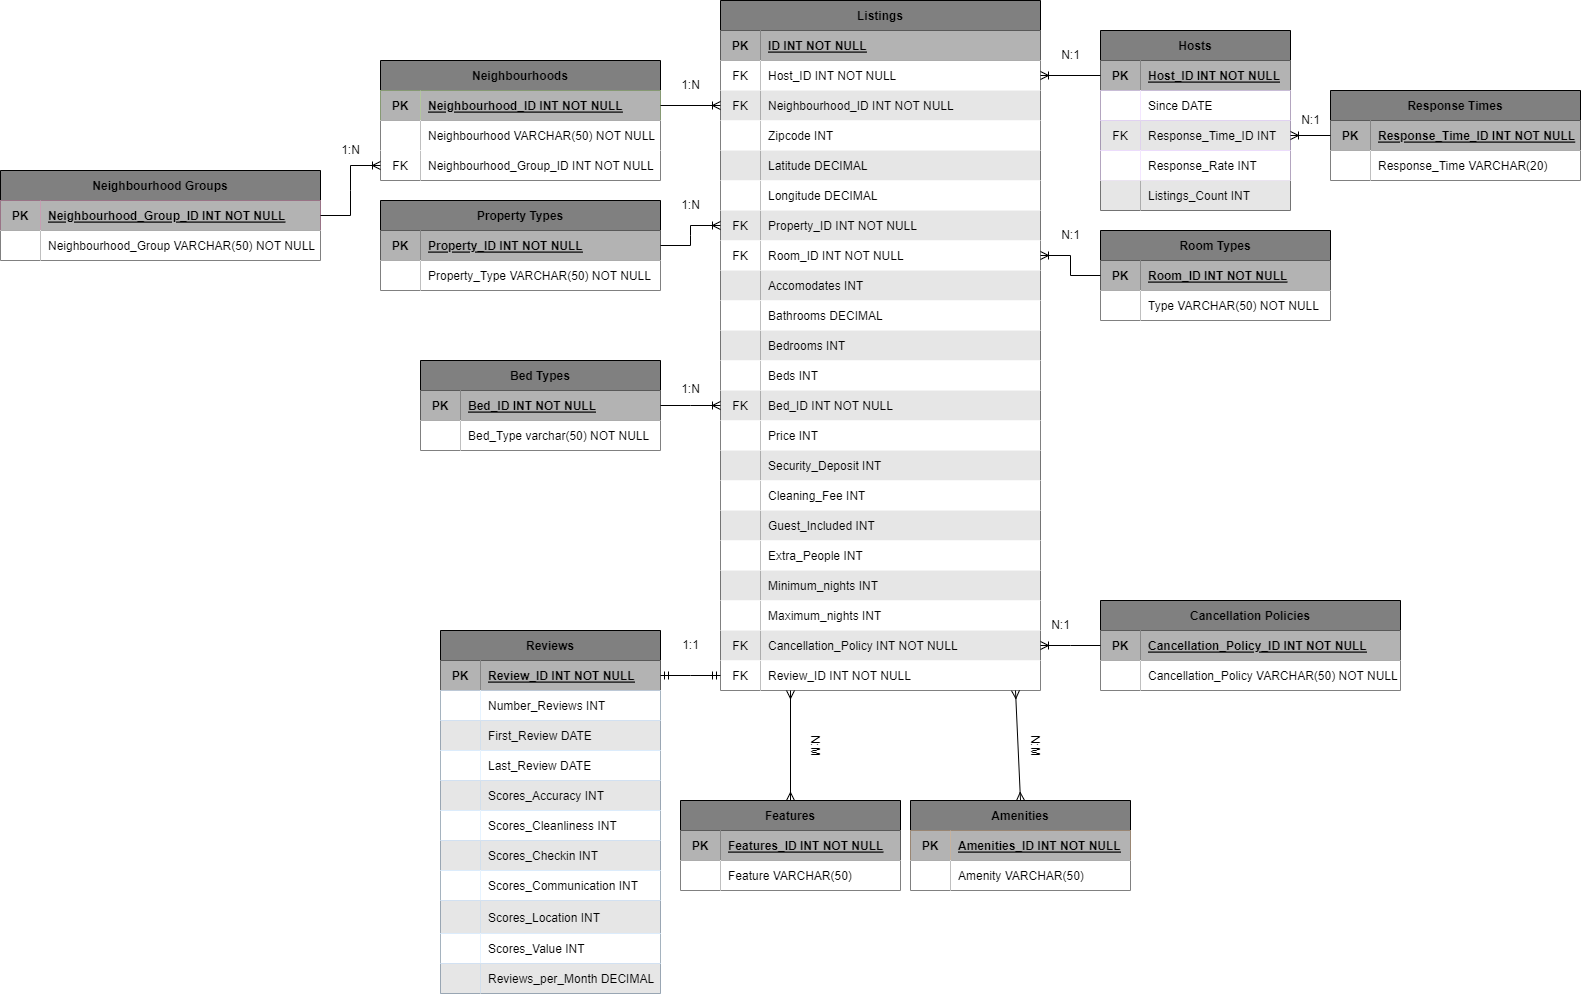 Listings
PK ID INT NOT NULL
FK Host_ID INT NOT NULL
FK Neighbourhood_ID INT NOT NULL
Zipcode INT
Latitude DECIMAL
Longitude DECIMAL
FK Property_ID INT NOT NULL
FK Room_ID INT NOT NULL
Accomodates INT
Bathrooms DECIMAL
Bedrooms INT
Beds INT
FK Bed_ID INT NOT NULL
Price INT
Security_Deposit INT
Cleaning_Fee INT
Guest_Included INT
Extra_People INT
Minimum_nights INT
Maximum_nights INT
FK Cancellation_Policy INT NOT NULL
FK Review_ID INT NOT NULL
Neighbourhoods
PK Neighbourhood_ID INT NOT NULL
Neighbourhood VARCHAR(50) NOT NULL
FK Neighbourhood_Group_ID INT NOT NULL
1:N
Neighbourhood Groups
PK Neighbourhood_Group_ID INT NOT NULL
Neighbourhood_Group VARCHAR(50) NOT NULL
1:N
Property Types
PK Property_ID INT NOT NULL
Property_Type VARCHAR(50) NOT NULL
1:N
Bed Types
PK Bed_ID INT NOT NULL
Bed_Type varchar(50) NOT NULL
1:N
Reviews
PK Review_ID INT NOT NULL
Number_Reviews INT
First_Review DATE
Last_Review DATE
Scores_Accuracy INT
Scores_Cleanliness INT
Scores_Checkin INT
Scores_Communication INT
Scores_Location INT
Scores_Value INT
Reviews_per_Month DECIMAL
1:1
Hosts
PK Host_ID INT NOT NULL
Since DATE
FK Response_Time_ID INT
Response_Rate INT
Listings_Count INT
N:1
Response Times
PK Response_Time_ID INT NOT NULL
Response_Time VARCHAR(20)
N:1
Room Types
PK Room_ID INT NOT NULL
Type VARCHAR(50) NOT NULL
N:1
Cancellation Policies
PK Cancellation_Policy_ID INT NOT NULL
Cancellation_Policy VARCHAR(50) NOT NULL
N:1
Features
PK Features_ID INT NOT NULL
Feature VARCHAR(50)
N:M
Amenities
PK Amenities_ID INT NOT NULL
Amenity VARCHAR(50)
N:M